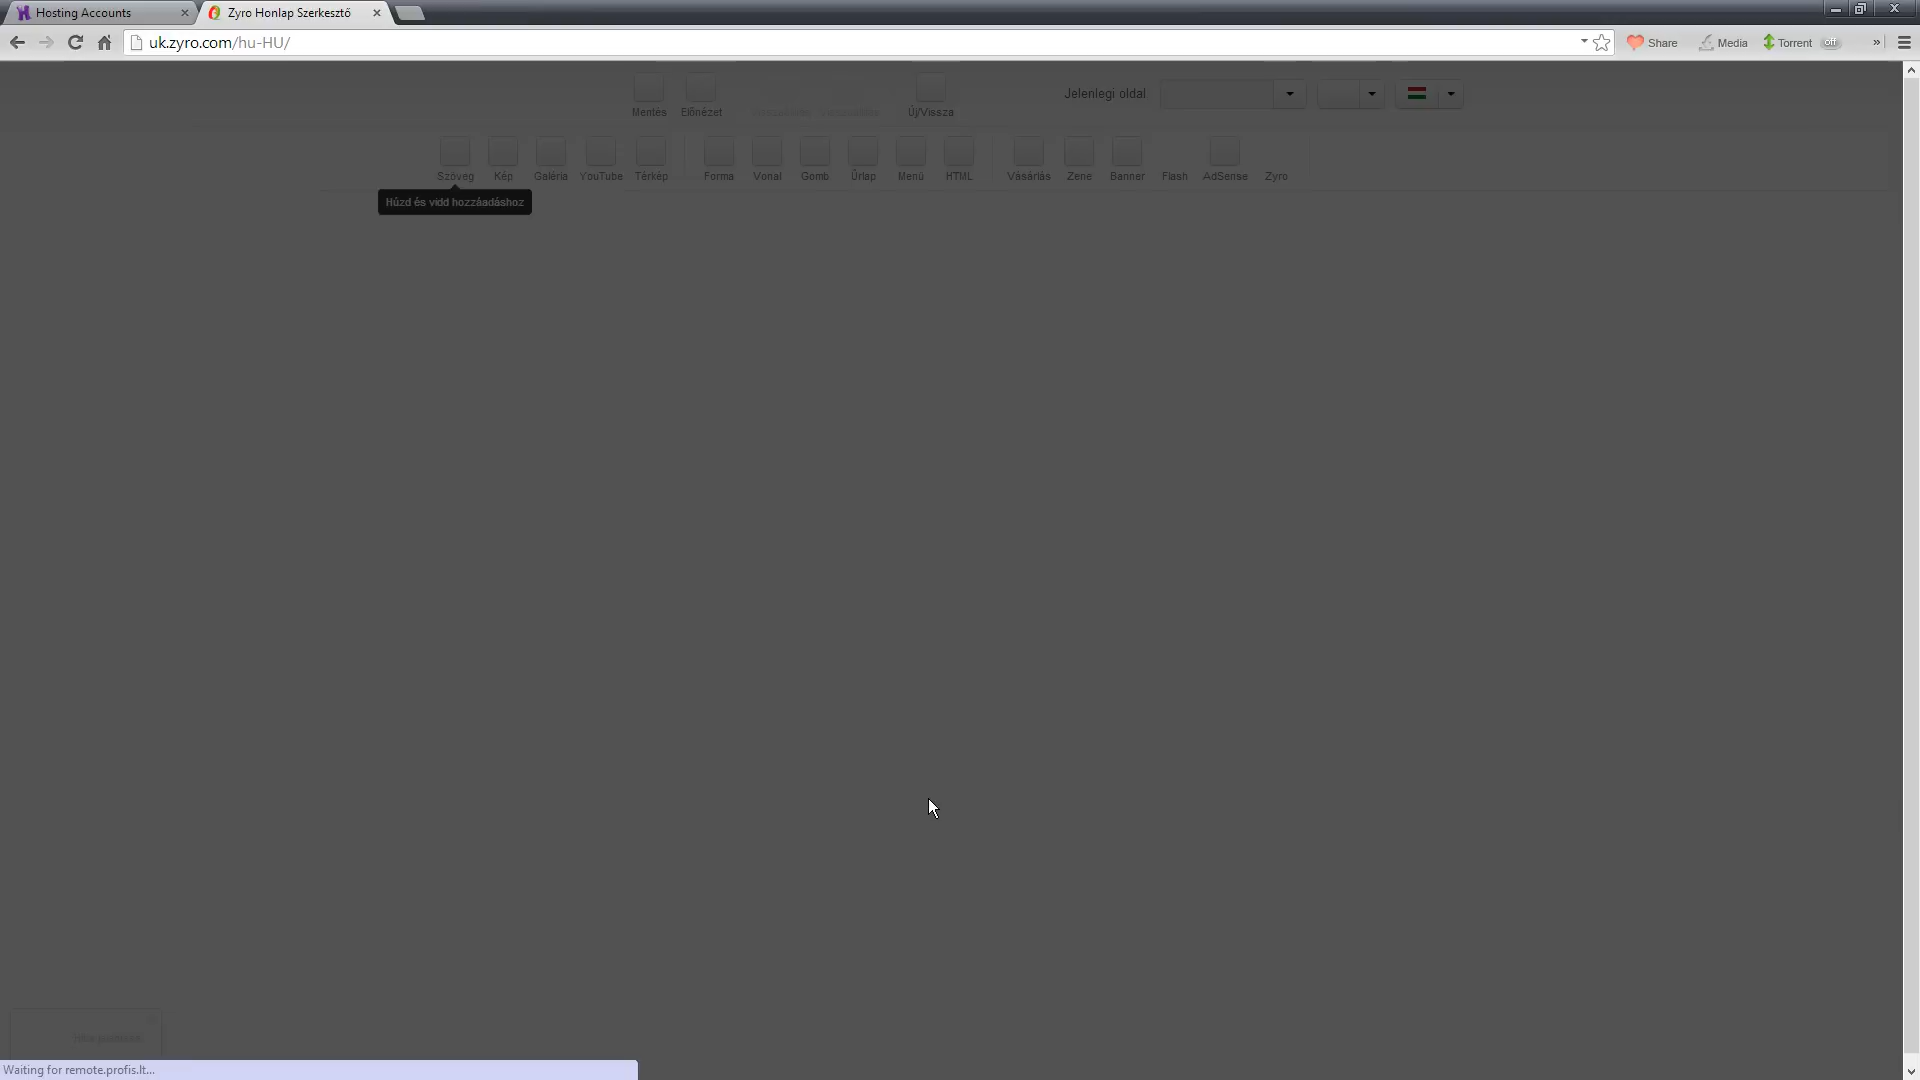 Hosting Accounts
Zyro Honlap Szerkesztő
uk.zyro.com/hu-HU/
Share
Media
Torrent
off
Mentés
Előnézet
Új/Vissza
Jelenlegi oldal
Szöveg
Kép
Galéria
YouTube
Térkép
Forma
Vonal
Gomb
Űrlap
Menü
HTML
Vásárlás
Zene
Banner
Flash
AdSense
Zyro
Húzd és vidd hozzáadáshoz
Waiting for remote.profis.lt...